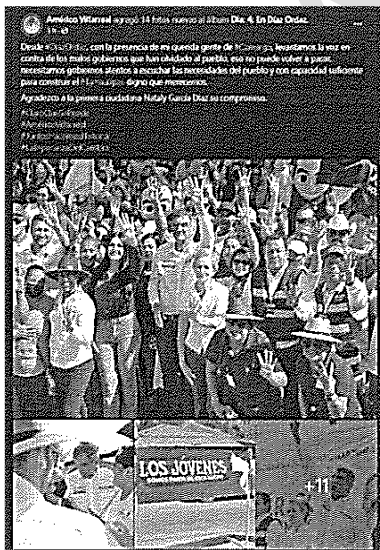 Américo Villarreal agregó 14 fotos nuevas al álbum Día 4. En Díaz Ordaz.
Desde #DíazOrdaz, con la presencia de mi querida gente de #Camargo, levantamos la voz en
contra de los malos gobiernos que han olvidado al pueblo, eso no puede volver a pasar,
necesitamos gobiernos atentos a escuchar las necesidades del pueblo y con capacidad suficiente
para construir el #Tamaulipas digno que merecemos.
Agradezco a la primera ciudadana Nataly García Díaz su compromiso.
#AméricoVillarreal
LOS JÓVENES
+11